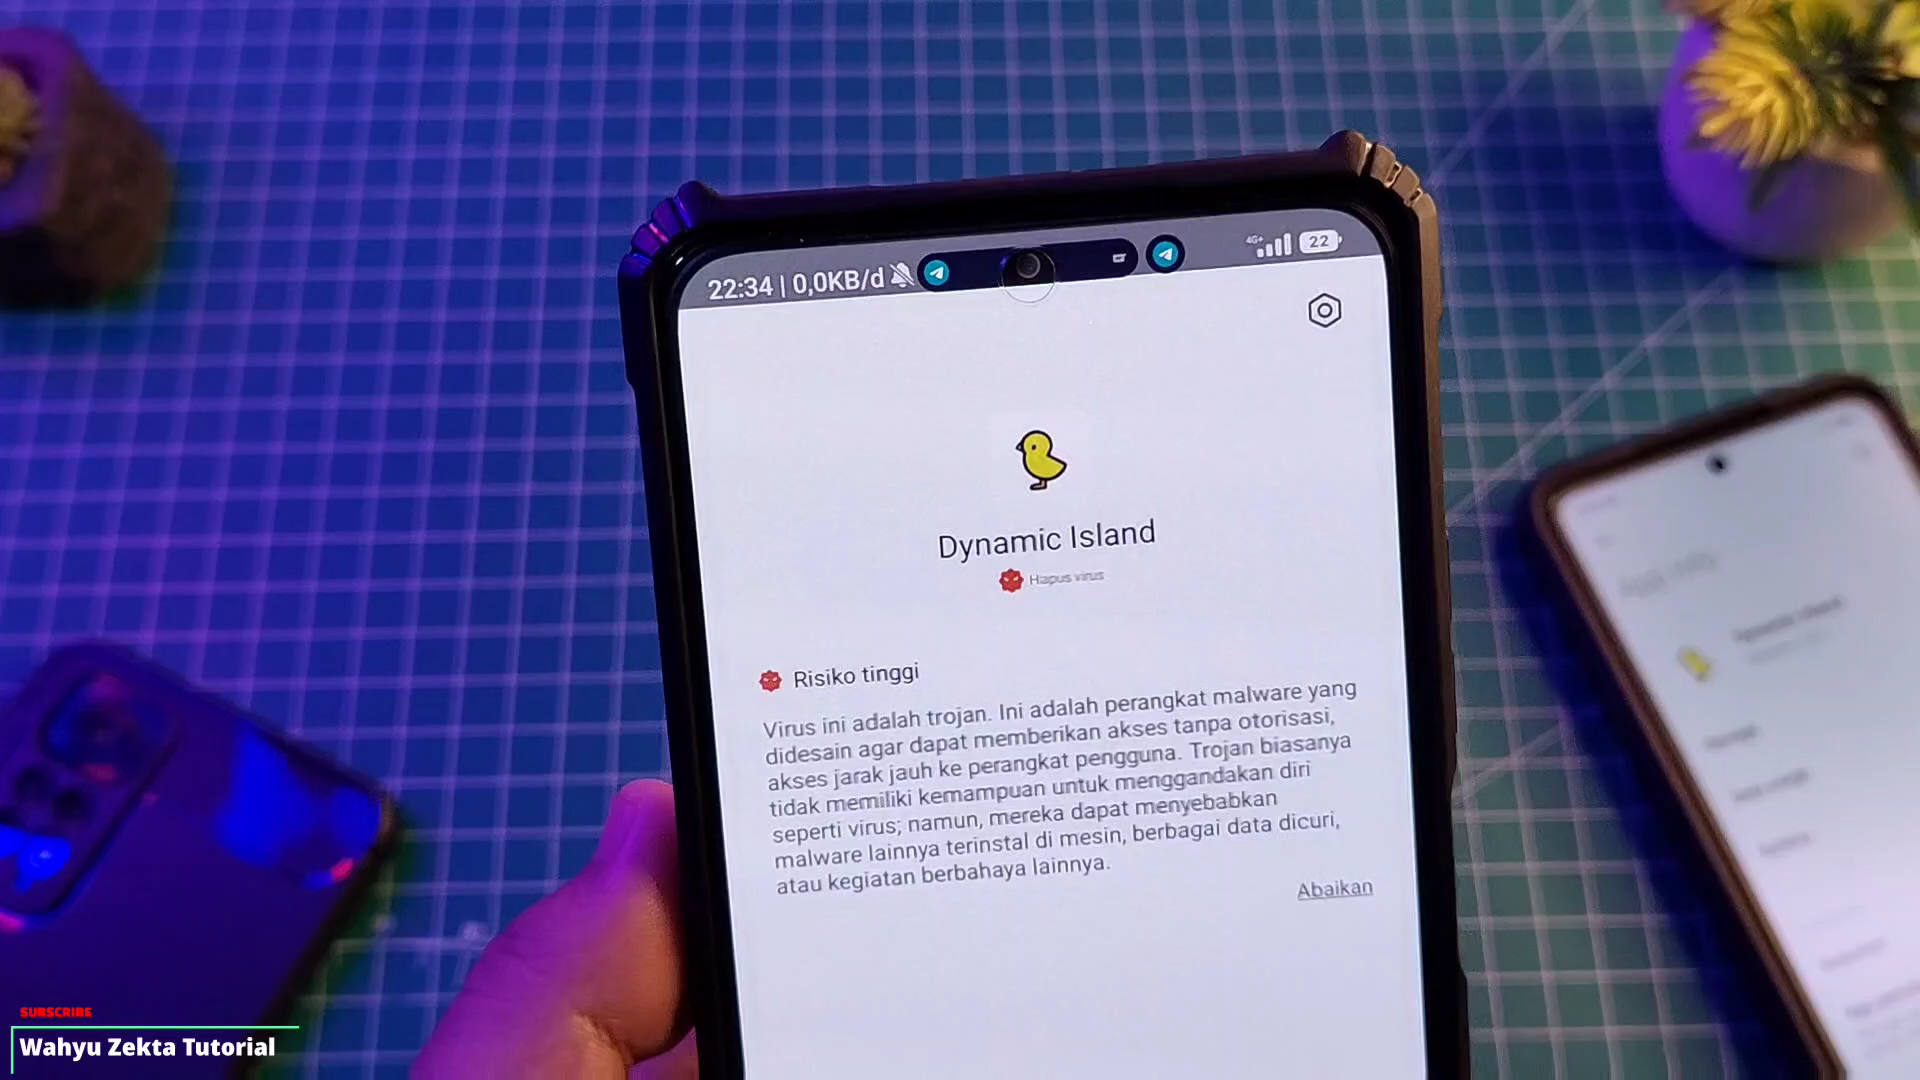 22:34 | 0,0KB/d
4G+
22
Dynamic Island
Hapus virus
Risiko tinggi
Virus ini adalah trojan. Ini adalah perangkat malware yang
didesain agar dapat memberikan akses tanpa otorisasi,
akses jarak jauh ke perangkat pengguna. Trojan biasanya
tidak memiliki kemampuan untuk menggandakan diri
seperti virus; namun, mereka dapat menyebabkan
malware lainnya terinstal di mesin, berbagai data dicuri,
atau kegiatan berbahaya lainnya.
Abaikan
SUBSCRIBE
Wahyu Zekta Tutorial